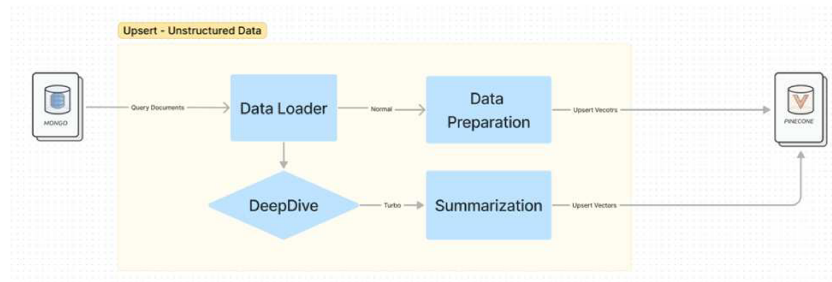 Upsert - Unstructured Data
MONGO
Query Documents
Data Loader
Normal
Data
Preparation
Upsert Vecotrs
PINECONE
DeepDive
Turbo
Summarization
Upsert Vectors